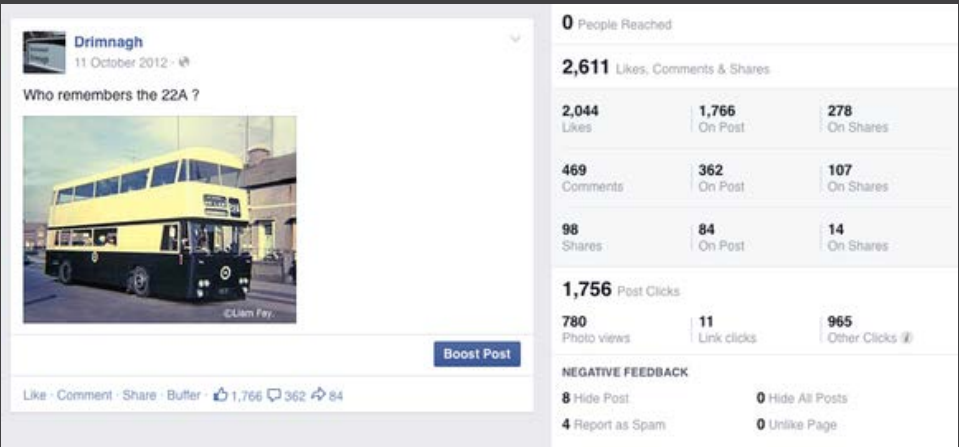 Drimnagh
11 October 2012 ·
Who remembers the 22A ?
©Liam Fay.
Boost Post
Like · Comment · Share · Buffer · 1,766 362 84
0 People Reached
2,611 Likes, Comments & Shares
2,044 1,766 278
Likes On Post On Shares
469 362 107
Comments On Post On Shares
98 84 14
Shares On Post On Shares
1,756 Post Clicks
780 11 965
Photo views Link clicks Other Clicks i
NEGATIVE FEEDBACK
8 Hide Post 0 Hide All Posts
4 Report as Spam 0 Unlike Page